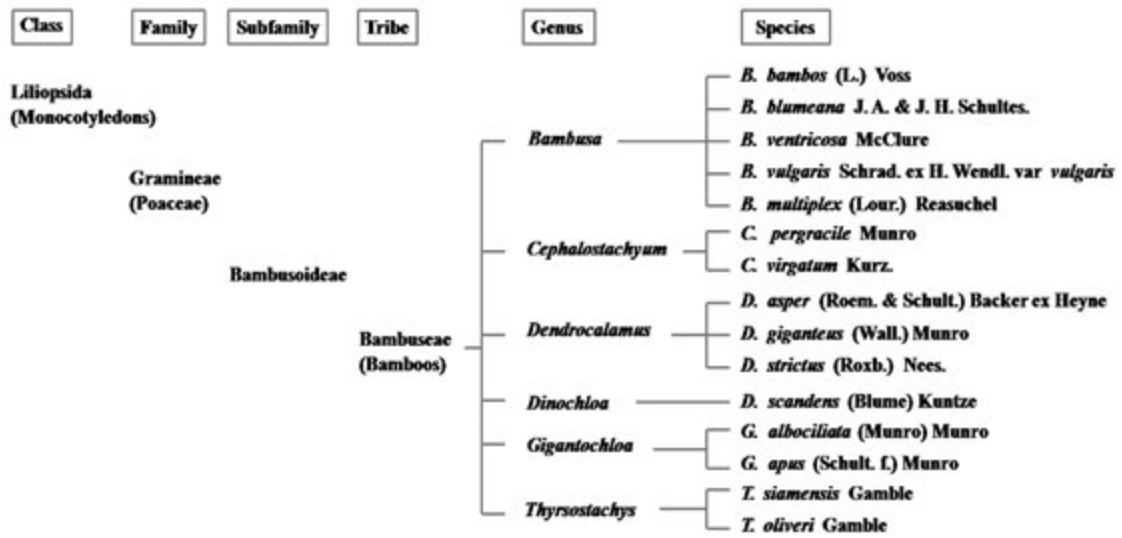 Class Family Subfamily Tribe Genus Species
Liliopsida
(Monocotyledons)
Gramineae
(Poaceae)
Bambusoideae
Bambuseae
(Bamboos)
Bambusa
B. bambos (L.) Voss
B. blumeana J. A. & J. H. Schultes.
B. ventricosa McClure
B. vulgaris Schrad. ex H. Wendl. var vulgaris
B. multiplex (Lour.) Reasuchel
Cephalostachyum
C. pergracile Munro
C. virgatum Kurz.
Dendrocalamus
D. asper (Roem. & Schult.) Backer ex Heyne
D. giganteus (Wall.) Munro
D. strictus (Roxb.) Nees.
Dinochloa
D. scandens (Blume) Kuntze
Gigantochloa
G. albociliata (Munro) Munro
G. apus (Schult. f.) Munro
Thyrsostachys
T. siamensis Gamble
T. oliveri Gamble